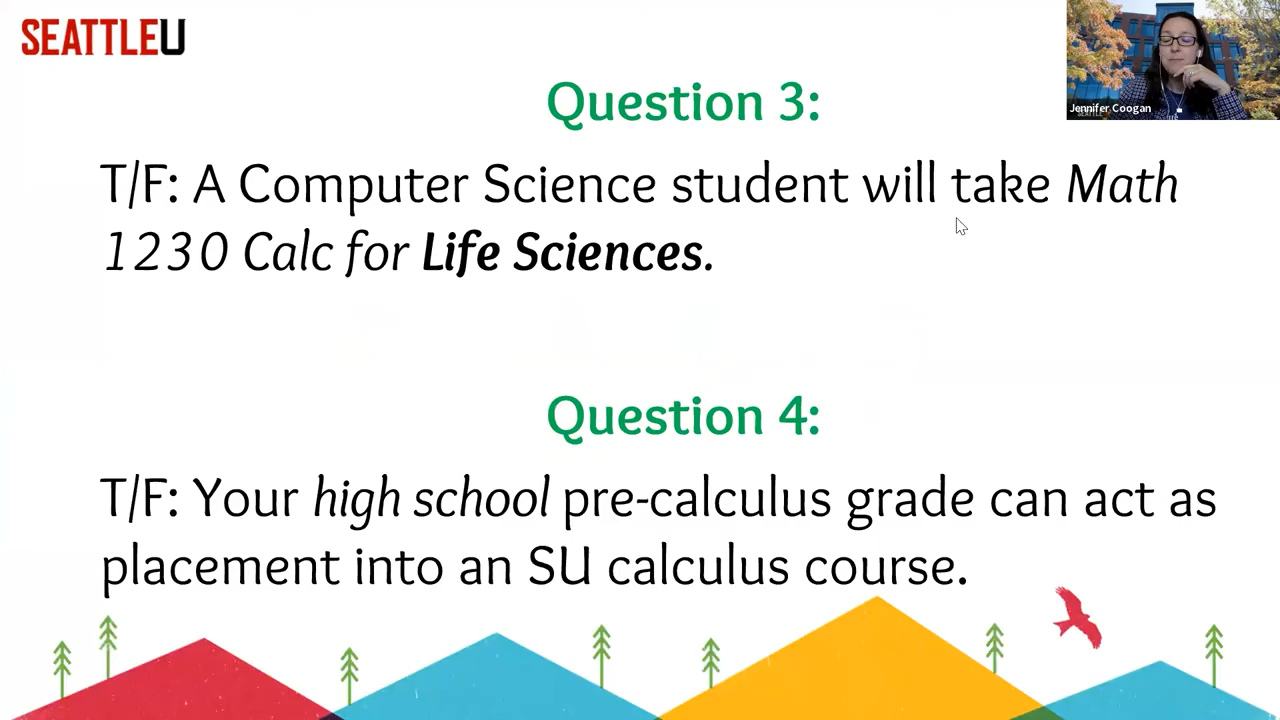 SEATTLEU
Jennifer Coogan
Question 3:
T/F: A Computer Science student will take Math
1230 Calc for Life Sciences.
Question 4:
T/F: Your high school pre-calculus grade can act as
placement into an SU calculus course.